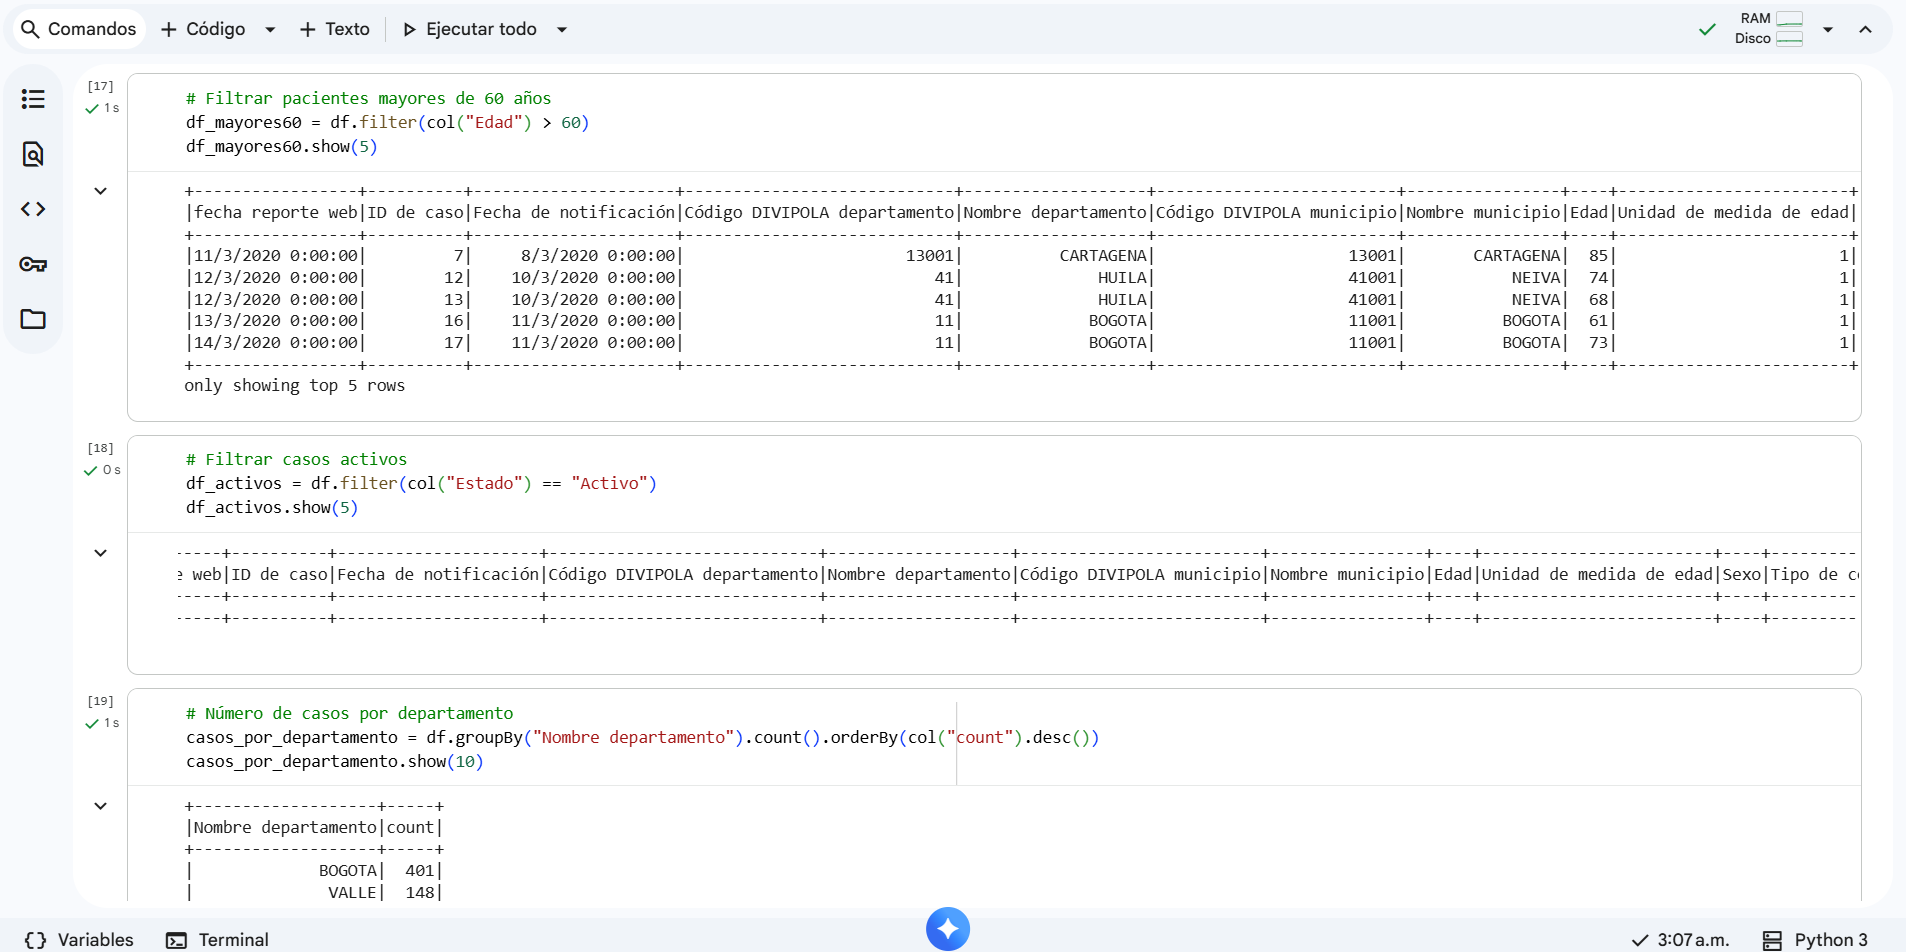 Comandos + Código + Texto Ejecutar todo RAM Disco
[17] 1 s
# Filtrar pacientes mayores de 60 años
df_mayores60 = df.filter(col("Edad") > 60)
df_mayores60.show(5)
+-----------------+----------+---------------------+----------------------------+-------------------+-------------------------+----------------+----+------------------------+
|fecha reporte web|ID de caso|Fecha de notificación|Código DIVIPOLA departamento|Nombre departamento|Código DIVIPOLA municipio|Nombre municipio|Edad|Unidad de medida de edad|
+-----------------+----------+---------------------+----------------------------+-------------------+-------------------------+----------------+----+------------------------+
|11/3/2020 0:00:00|         7|     8/3/2020 0:00:00|                       13001|          CARTAGENA|                    13001|       CARTAGENA|  85|                       1|
|12/3/2020 0:00:00|        12|    10/3/2020 0:00:00|                          41|              HUILA|                    41001|           NEIVA|  74|                       1|
|12/3/2020 0:00:00|        13|    10/3/2020 0:00:00|                          41|              HUILA|                    41001|           NEIVA|  68|                       1|
|13/3/2020 0:00:00|        16|    11/3/2020 0:00:00|                          11|             BOGOTA|                    11001|          BOGOTA|  61|                       1|
|14/3/2020 0:00:00|        17|    11/3/2020 0:00:00|                          11|             BOGOTA|                    11001|          BOGOTA|  73|                       1|
+-----------------+----------+---------------------+----------------------------+-------------------+-------------------------+----------------+----+------------------------+
only showing top 5 rows
[18] 0 s
# Filtrar casos activos
df_activos = df.filter(col("Estado") == "Activo")
df_activos.show(5)
-----+----------+---------------------+----------------------------+-------------------+-------------------------+----------------+----+------------------------+----+---------
e web|ID de caso|Fecha de notificación|Código DIVIPOLA departamento|Nombre departamento|Código DIVIPOLA municipio|Nombre municipio|Edad|Unidad de medida de edad|Sexo|Tipo de c
-----+----------+---------------------+----------------------------+-------------------+-------------------------+----------------+----+------------------------+----+---------
-----+----------+---------------------+----------------------------+-------------------+-------------------------+----------------+----+------------------------+----+---------
[19] 1 s
# Número de casos por departamento
casos_por_departamento = df.groupBy("Nombre departamento").count().orderBy(col("count").desc())
casos_por_departamento.show(10)
+-------------------+-----+
|Nombre departamento|count|
+-------------------+-----+
|             BOGOTA|  401|
|              VALLE|  148|
{} Variables Terminal 3:07 a.m. Python 3